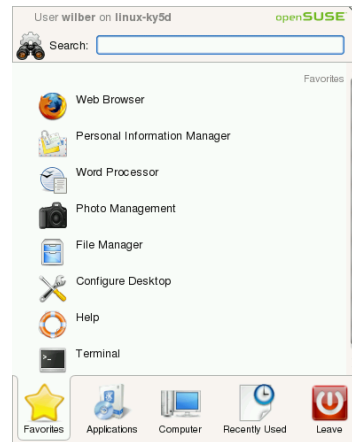 User wilber on linux-ky5d openSUSE
Search:
Favorites
Web Browser
Personal Information Manager
Word Processor
Photo Management
File Manager
Configure Desktop
Help
Terminal
Favorites Applications Computer Recently Used Leave